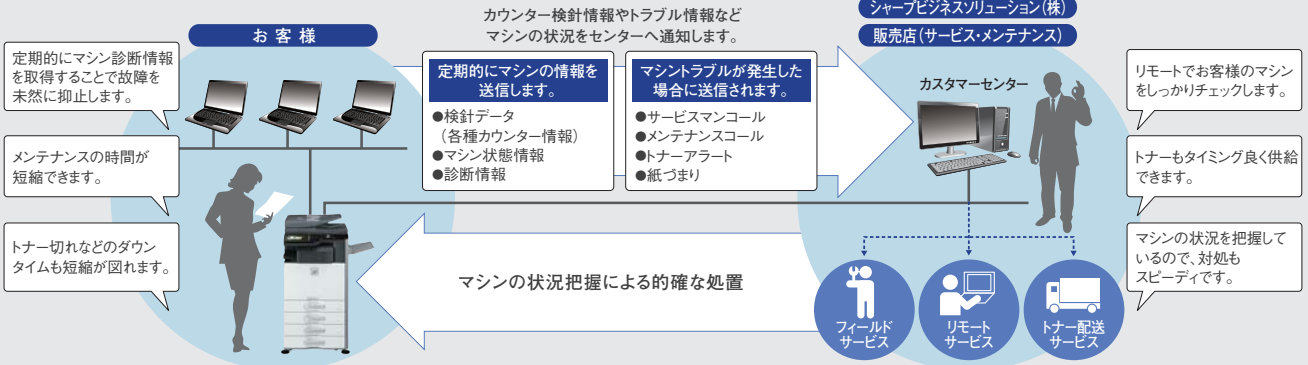 お客様
定期的にマシン診断情報
を取得することで故障を
未然に抑止します。
メンテナンスの時間が
短縮できます。
トナー切れなどのダウン
タイムも短縮が図れます。
カウンター検針情報やトラブル情報など
マシンの状況をセンターへ通知します。
定期的にマシンの情報を
送信します。
●検針データ
（各種カウンター情報）
●マシン状態情報
●診断情報
マシントラブルが発生した
場合に送信されます。
●サービスマンコール
●メンテナンスコール
●トナーアラート
●紙づまり
マシンの状況把握による的確な処置
シャープビジネスソリューション（株）
販売店（サービス・メンテナンス）
カスタマーセンター
リモートでお客様のマシン
をしっかりチェックします。
トナーもタイミング良く供給
できます。
マシンの状況を把握して
いるので、対処も
スピーディです。
フィールド
サービス
リモート
サービス
トナー配送
サービス